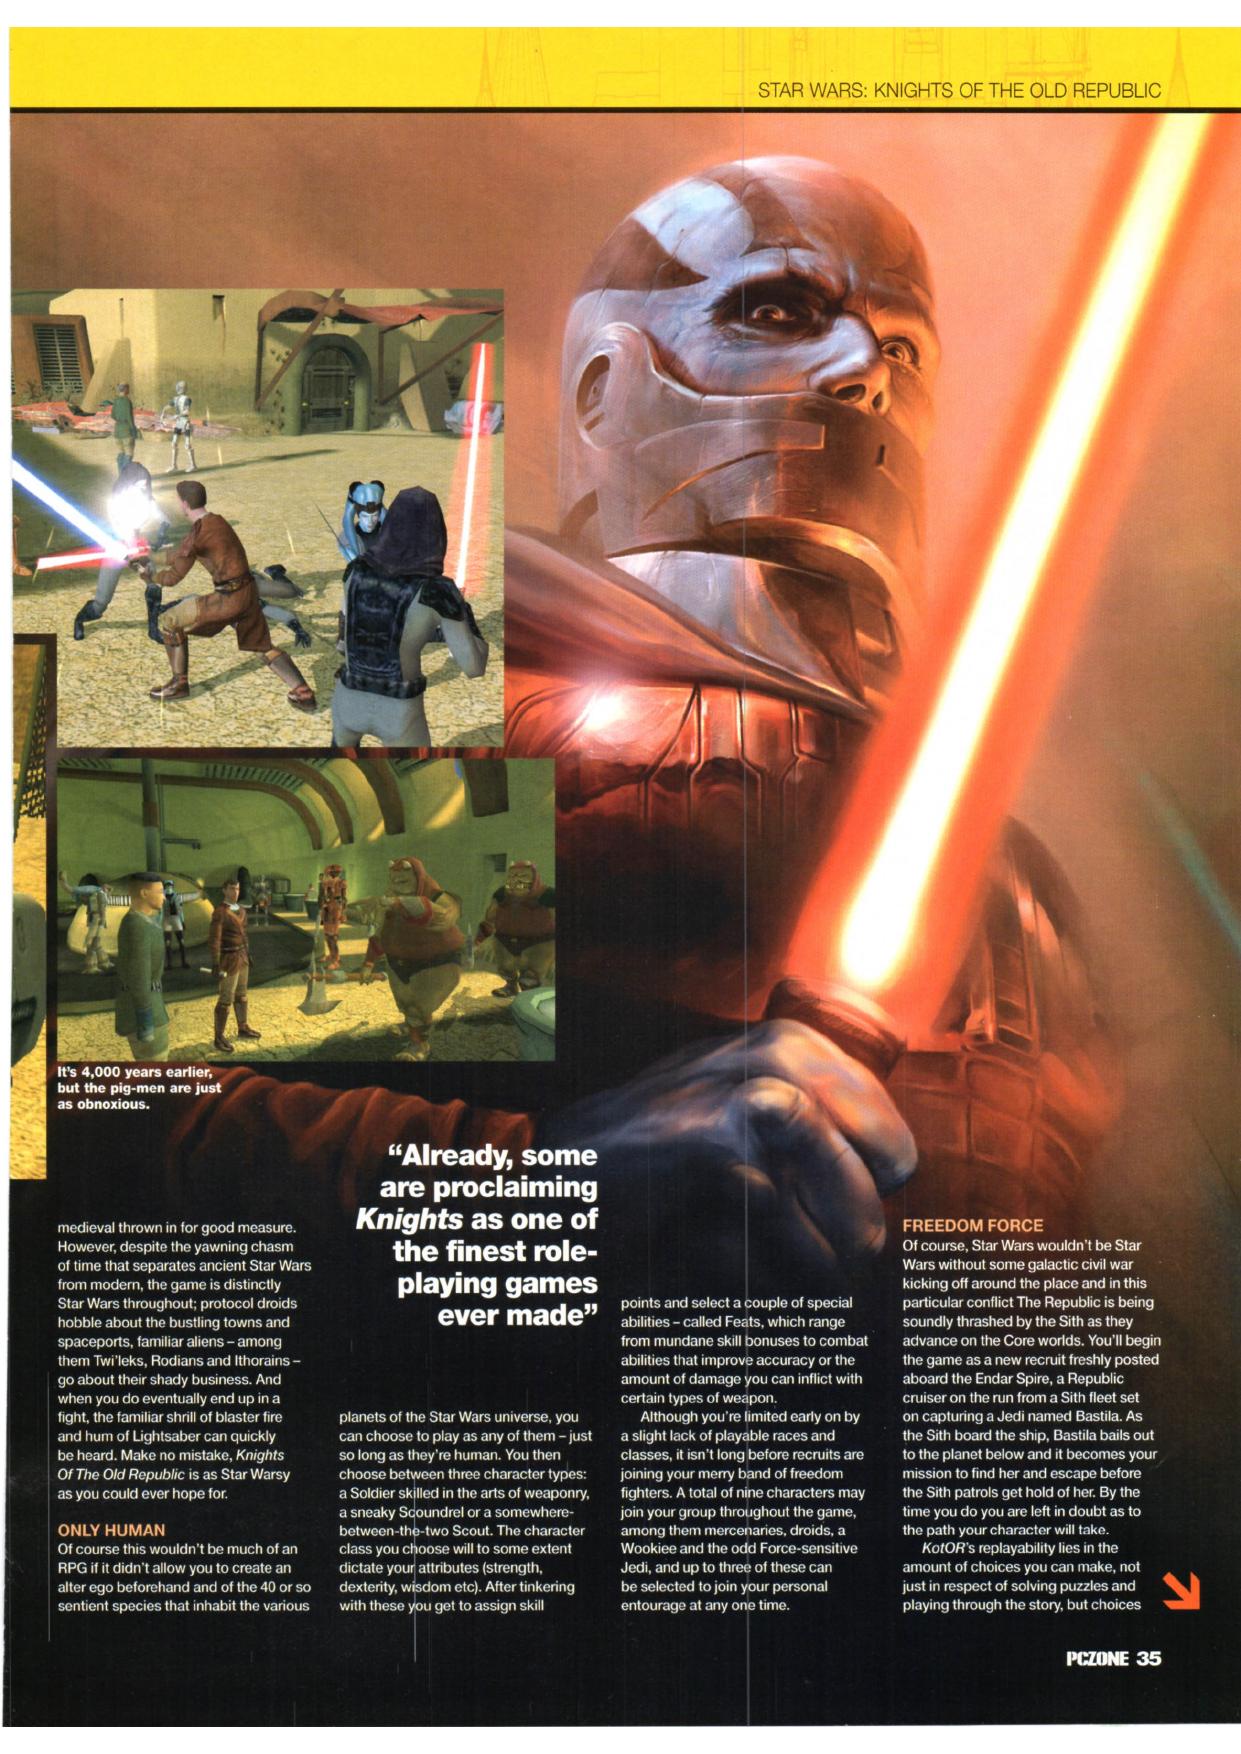 STAR WARS: KNIGHTS OF THE OLD REPUBLIC
It's 4,000 years earlier,
but the pig-men are just
as obnoxious.
"Already, some
are proclaiming
Knights as one of
the finest role-
playing games
ever made"
medieval thrown in for good measure.
However, despite the yawning chasm
of time that separates ancient Star Wars
from modern, the game is distinctly
Star Wars throughout; protocol droids
hobble about the bustling towns and
spaceports, familiar aliens – among
them Twi'leks, Rodians and Ithorains –
go about their shady business. And
when you do eventually end up in a
fight, the familiar shrill of blaster fire
and hum of Lightsaber can quickly
be heard. Make no mistake, Knights
Of The Old Republic is as Star Warsy
as you could ever hope for.
ONLY HUMAN
Of course this wouldn't be much of an
RPG if it didn't allow you to create an
alter ego beforehand and of the 40 or so
sentient species that inhabit the various
planets of the Star Wars universe, you
can choose to play as any of them – just
so long as they're human. You then
choose between three character types:
a Soldier skilled in the arts of weaponry,
a sneaky Scoundrel or a somewhere-
between-the-two Scout. The character
class you choose will to some extent
dictate your attributes (strength,
dexterity, wisdom etc). After tinkering
with these you get to assign skill
points and select a couple of special
abilities – called Feats, which range
from mundane skill bonuses to combat
abilities that improve accuracy or the
amount of damage you can inflict with
certain types of weapon.
Although you're limited early on by
a slight lack of playable races and
classes, it isn't long before recruits are
joining your merry band of freedom
fighters. A total of nine characters may
join your group throughout the game,
among them mercenaries, droids, a
Wookiee and the odd Force-sensitive
Jedi, and up to three of these can
be selected to join your personal
entourage at any one time.
FREEDOM FORCE
Of course, Star Wars wouldn't be Star
Wars without some galactic civil war
kicking off around the place and in this
particular conflict The Republic is being
soundly thrashed by the Sith as they
advance on the Core worlds. You'll begin
the game as a new recruit freshly posted
aboard the Endar Spire, a Republic
cruiser on the run from a Sith fleet set
on capturing a Jedi named Bastila. As
the Sith board the ship, Bastila bails out
to the planet below and it becomes your
mission to find her and escape before
the Sith patrols get hold of her. By the
time you do you are left in doubt as to
the path your character will take.
KotOR's replayability lies in the
amount of choices you can make, not
just in respect of solving puzzles and
playing through the story, but choices
PCZONE 35